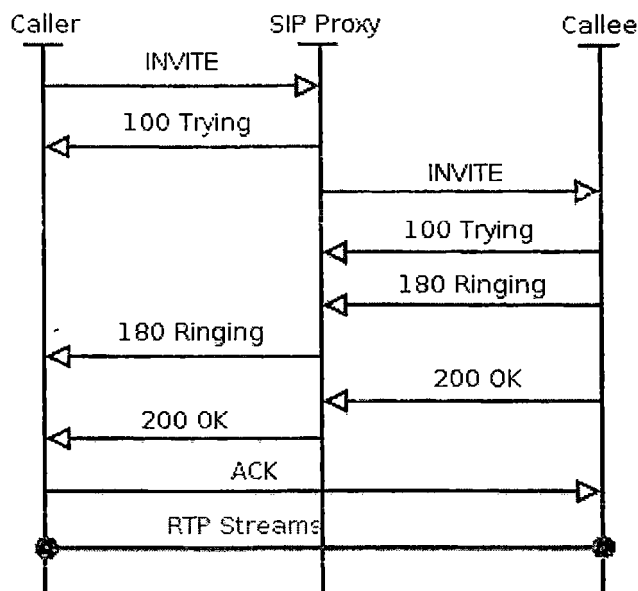 Caller
SIP Proxy
Callee
INVITE
100 Trying
INVITE
100 Trying
180 Ringing
180 Ringing
200 OK
200 OK
ACK
RTP Streams